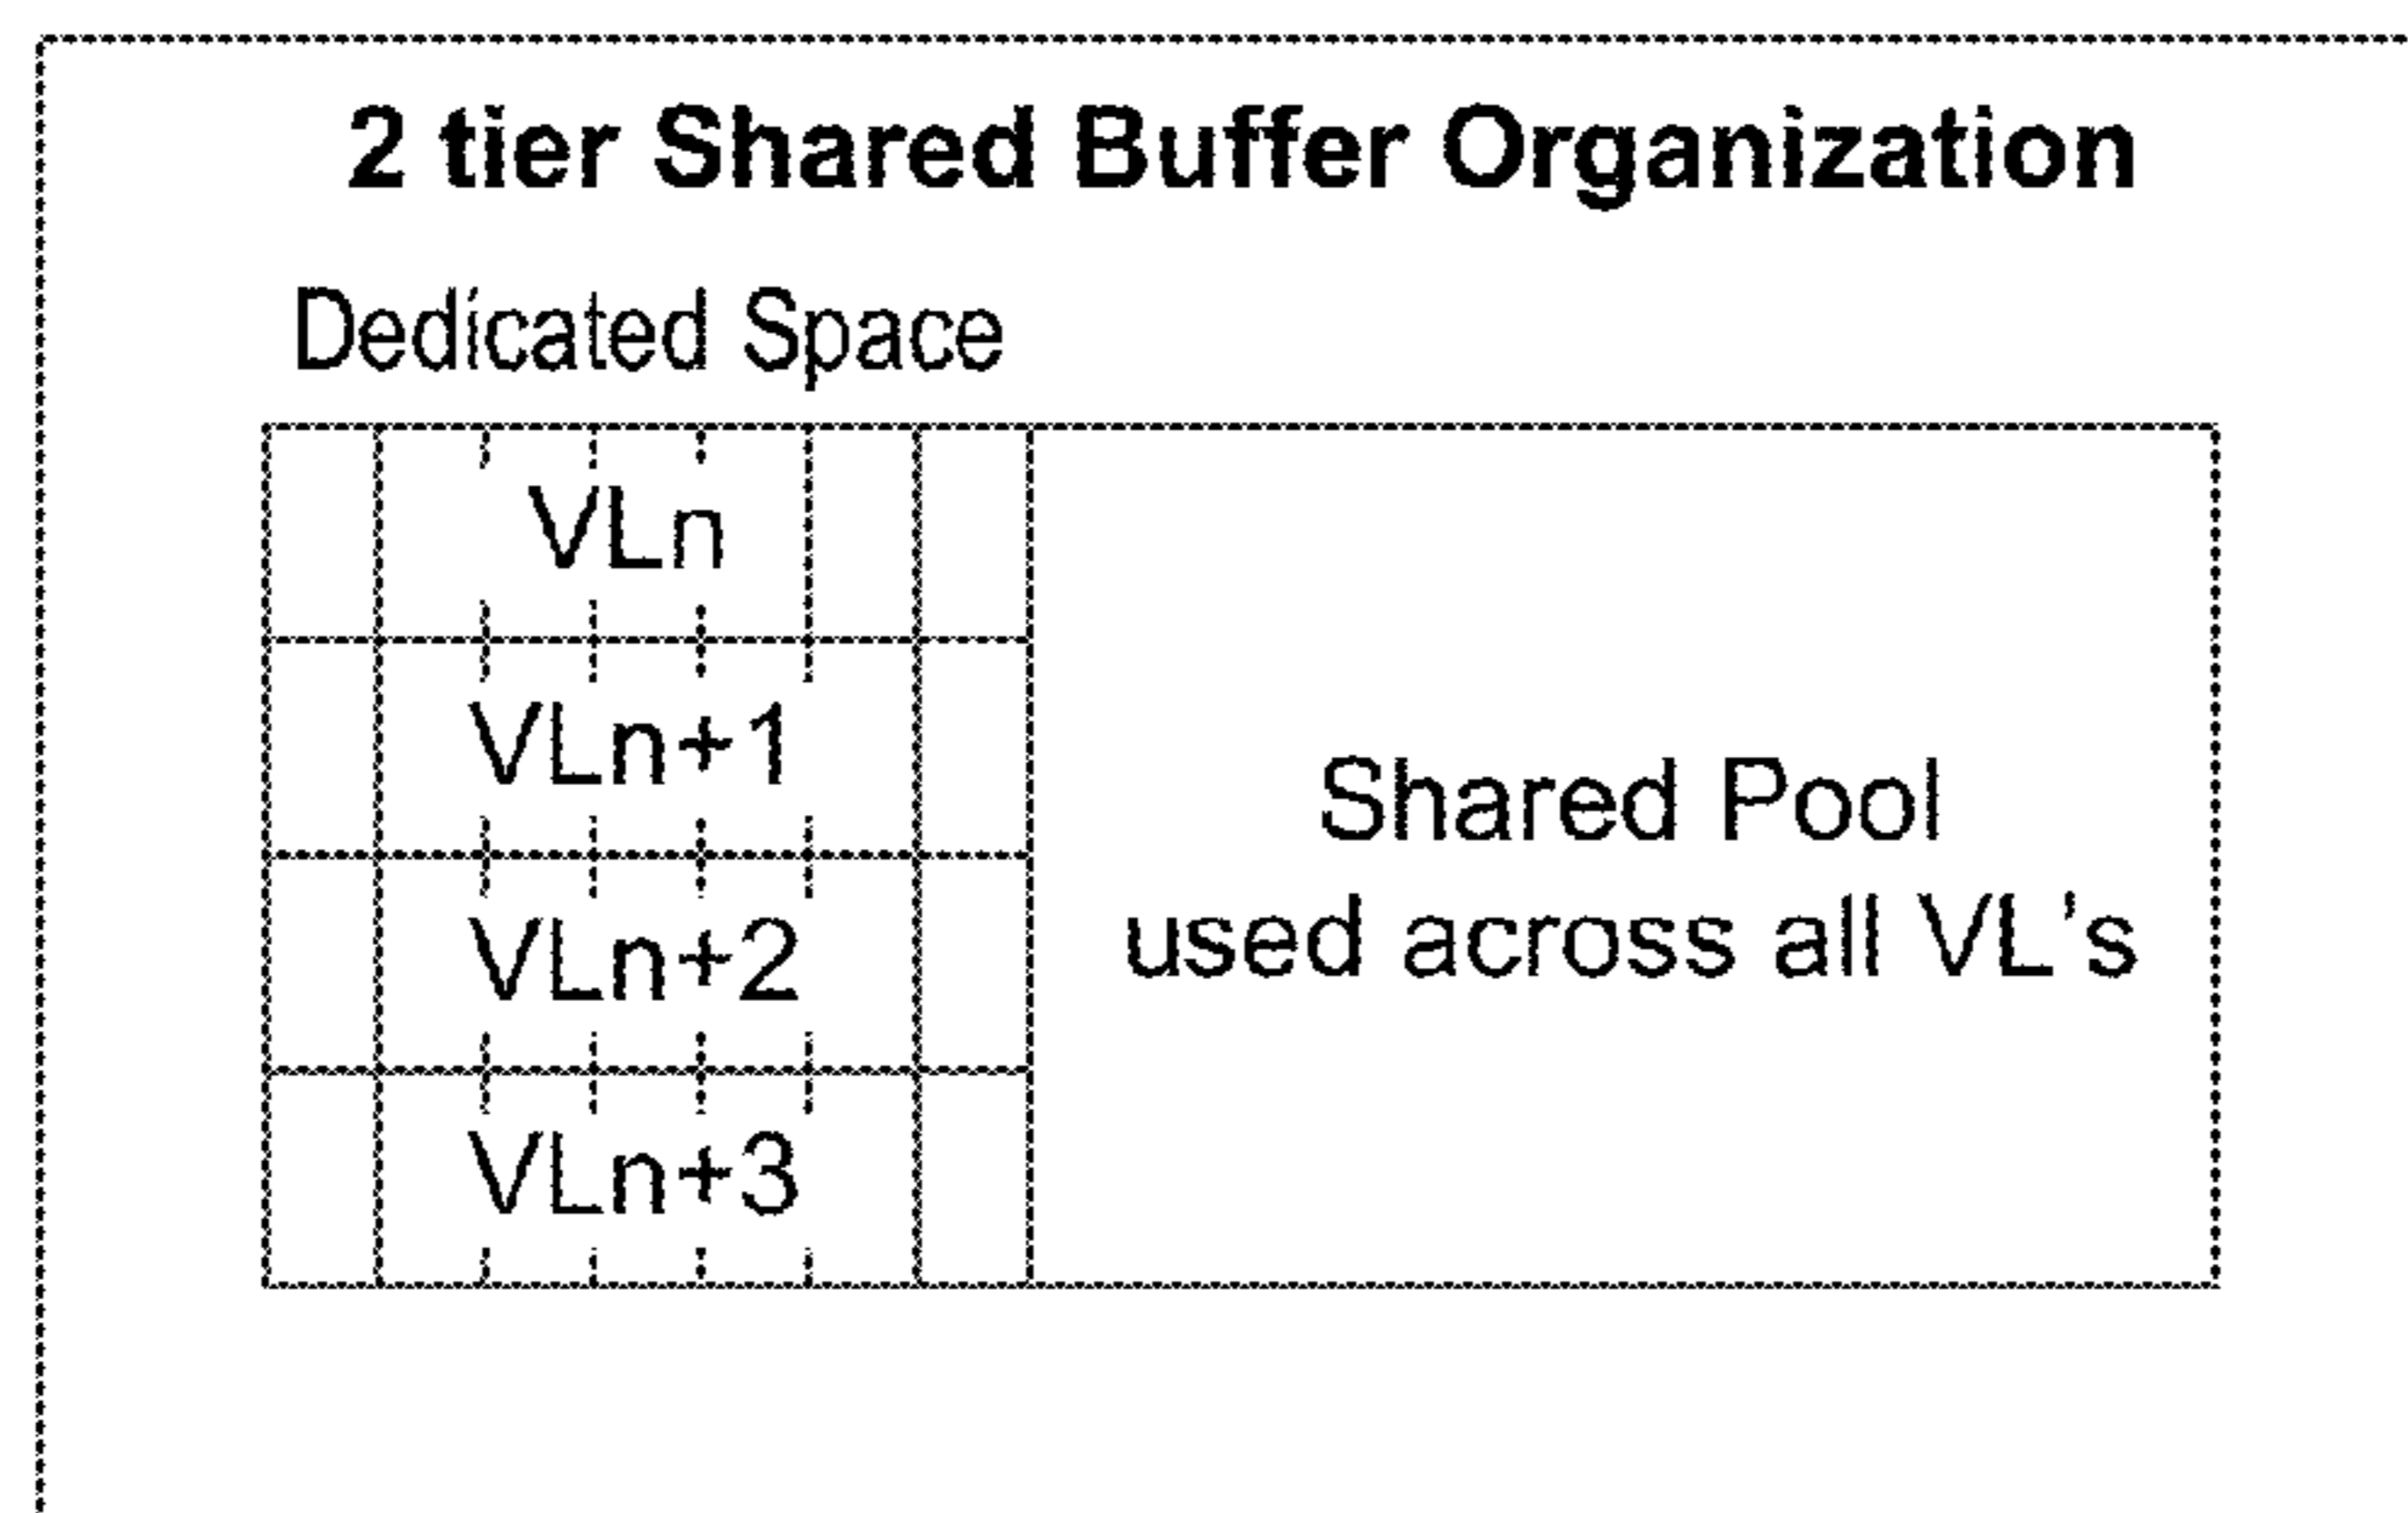 2 tier Shared Buffer Organization
Dedicated Space
VLn
VLn+1
VLn+2
VLn+3
Shared Pool
used across all VL's